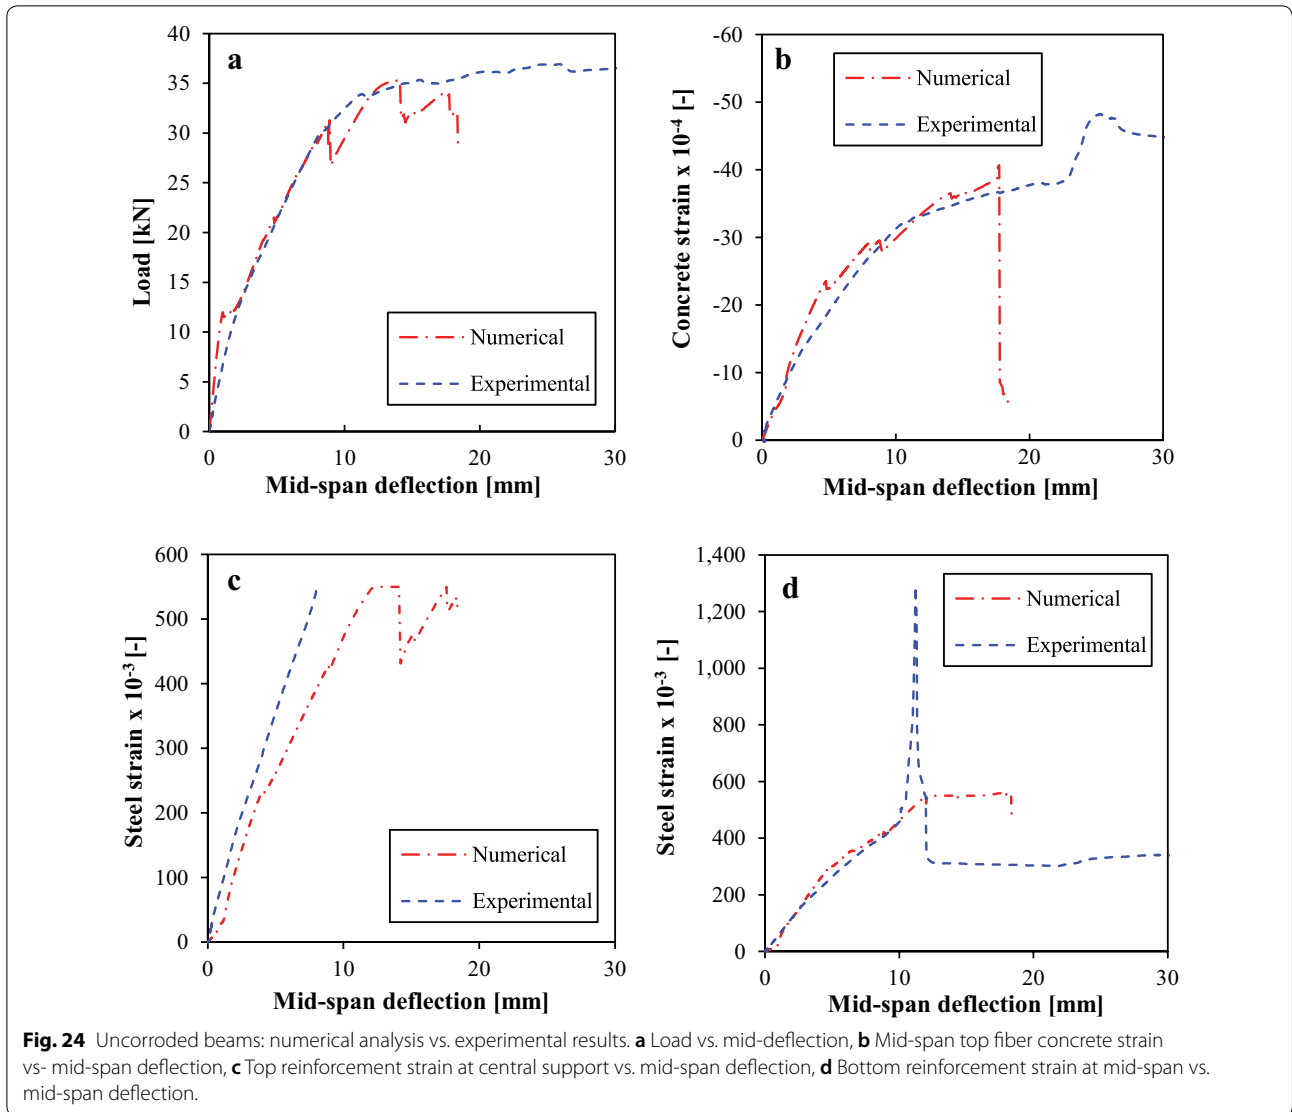 a
Load [kN]
40
35
30
25
20
15
10
5
0
Numerical
Experimental
0 10 20 30
Mid-span deflection [mm]
b
Concrete strain x 10-4 [-]
-60
-50
-40
-30
-20
-10
0
Numerical
Experimental
0 10 20 30
Mid-span deflection [mm]
c
Steel strain x 10-3 [-]
600
500
400
300
200
100
0
Numerical
Experimental
0 10 20 30
Mid-span deflection [mm]
d
Steel strain x 10-3 [-]
1,400
1,200
1,000
800
600
400
200
0
Numerical
Experimental
0 10 20 30
Mid-span deflection [mm]
Fig. 24 Uncorroded beams: numerical analysis vs. experimental results. a Load vs. mid-deflection, b Mid-span top fiber concrete strain
vs- mid-span deflection, c Top reinforcement strain at central support vs. mid-span deflection, d Bottom reinforcement strain at mid-span vs.
mid-span deflection.